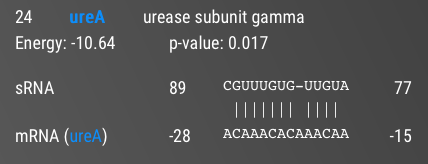 24 ureA urease subunit gamma
Energy: -10.64 p-value: 0.017
sRNA 89 CGUUUGUG-UUGUA 77
||||||| ||||
mRNA (ureA) -28 ACAAACACAAACAA -15